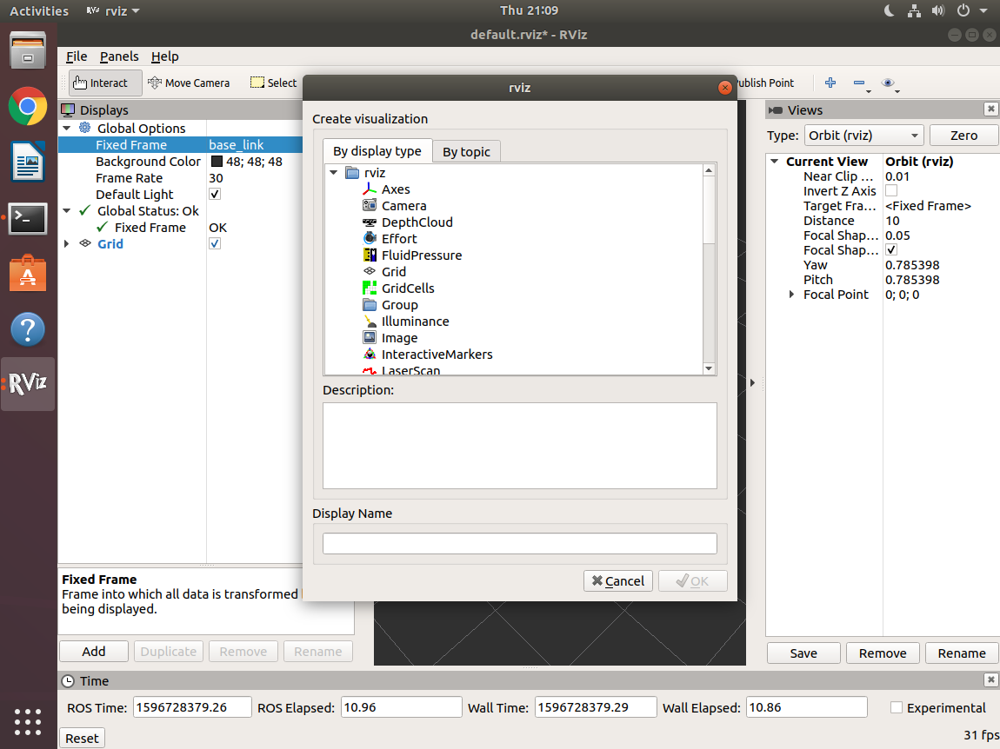 Activities RViz rviz Thu 21:09
default.rviz* - RViz
File Panels Help
Interact Move Camera Select Publish Point
rviz
Create visualization
By display type By topic
rviz
Axes
Camera
DepthCloud
Effort
FluidPressure
Grid
GridCells
Group
Illuminance
Image
InteractiveMarkers
LaserScan
Description:
Display Name
Cancel OK
Displays
Global Options
Fixed Frame base_link
Background Color 48; 48; 48
Frame Rate 30
Default Light
Global Status: Ok
Fixed Frame OK
Grid
Fixed Frame
Frame into which all data is transformed
being displayed.
Add Duplicate Remove Rename
Views
Type: Orbit (rviz) Zero
Current View Orbit (rviz)
Near Clip ... 0.01
Invert Z Axis
Target Fra... <Fixed Frame>
Distance 10
Focal Shap... 0.05
Focal Shap...
Yaw 0.785398
Pitch 0.785398
Focal Point 0; 0; 0
Save Remove Rename
RViz
Time
ROS Time: 1596728379.26 ROS Elapsed: 10.96 Wall Time: 1596728379.29 Wall Elapsed: 10.86 Experimental
Reset 31 fps